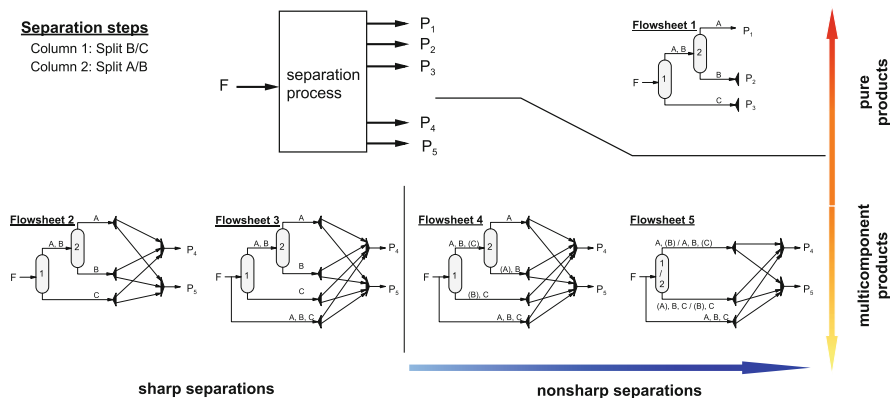 Separation steps
Column 1: Split B/C
Column 2: Split A/B
F
separation
process
P1
P2
P3
P4
P5
Flowsheet 1
F
1
A, B
2
A
P1
B
P2
C
P3
pure
products
Flowsheet 2
F
1
A, B
2
A
B
C
P4
P5
Flowsheet 3
F
1
A, B
2
A
B
C
A, B, C
P4
P5
Flowsheet 4
F
1
A, B, (C)
2
A
(A), B
(B), C
A, B, C
P4
P5
Flowsheet 5
F
1
/
2
A, (B) / A, B, (C)
(A), B, C / (B), C
A, B, C
P4
P5
multicomponent
products
sharp separations
nonsharp separations